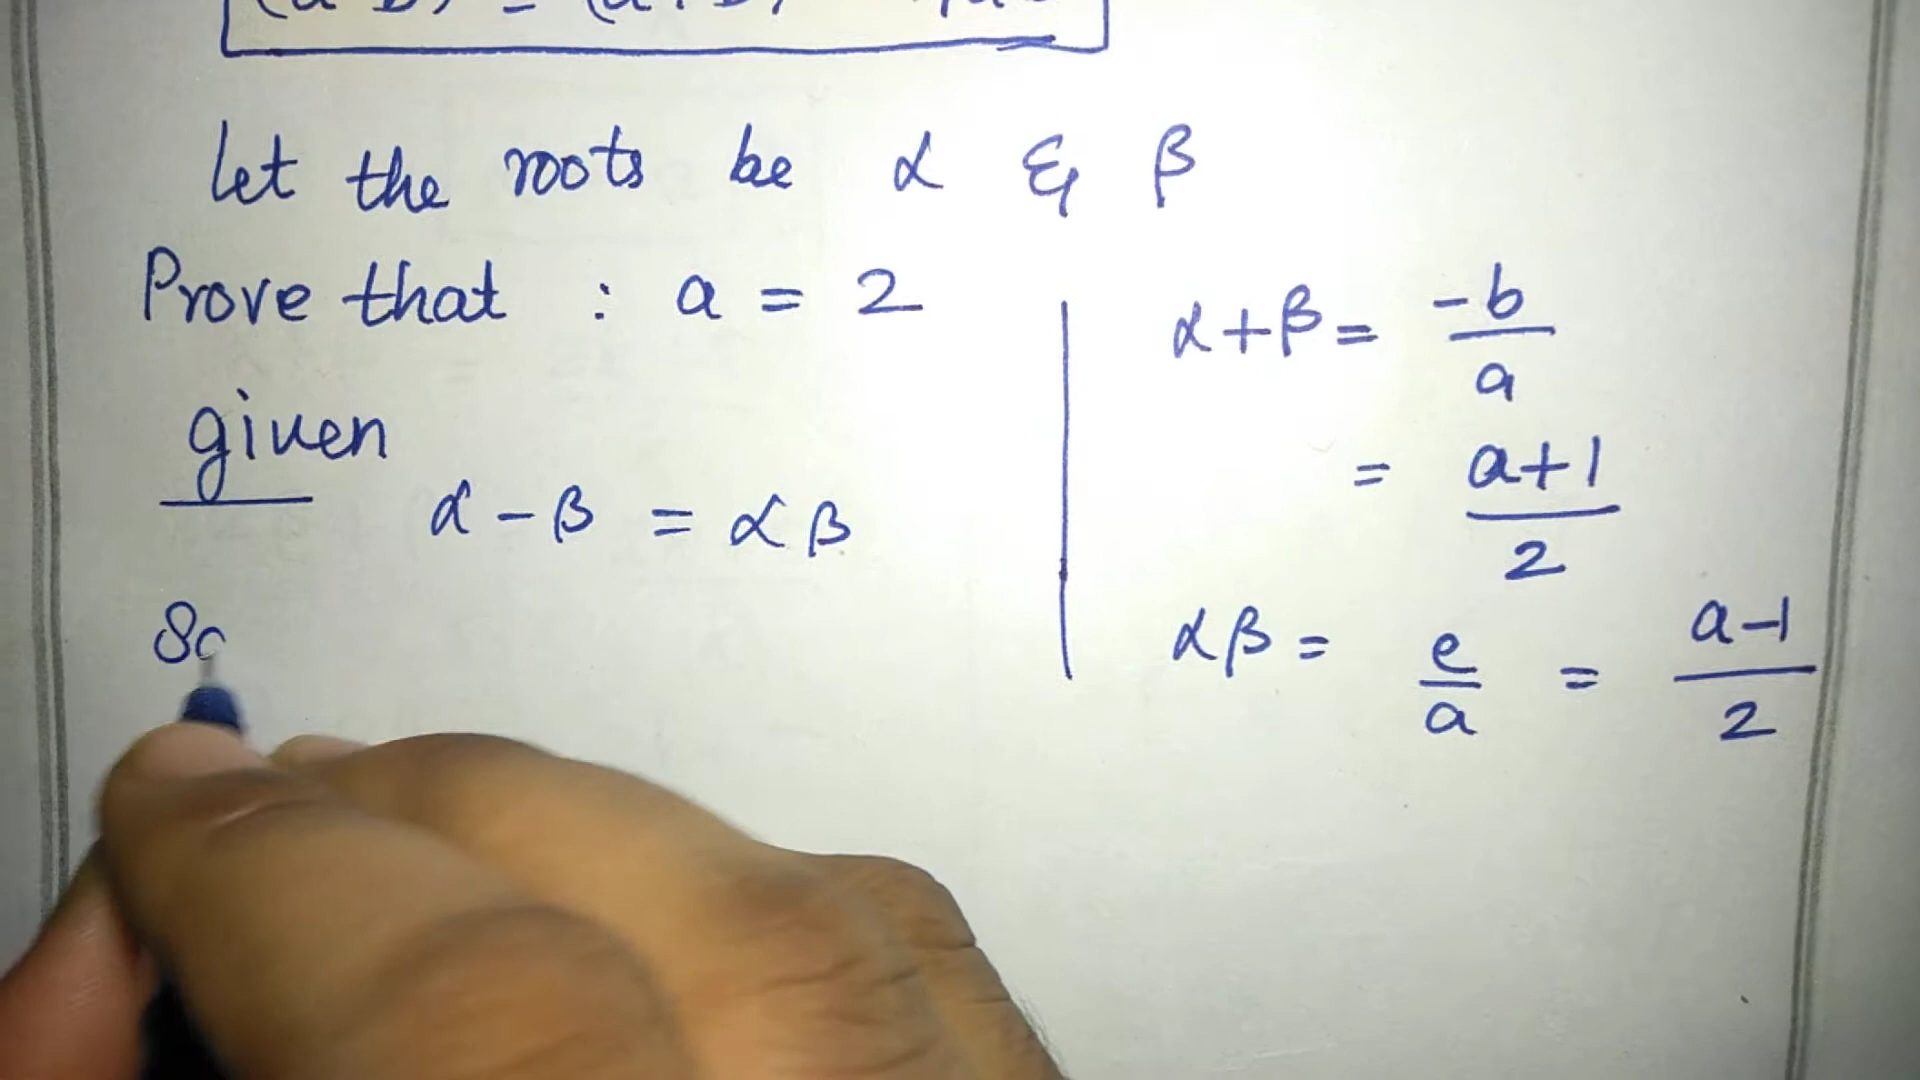 Let the roots be α & β
Prove that : a = 2
given
α - β = αβ
So
α+β = -b/a
= a+1/2
αβ = c/a = a-1/2